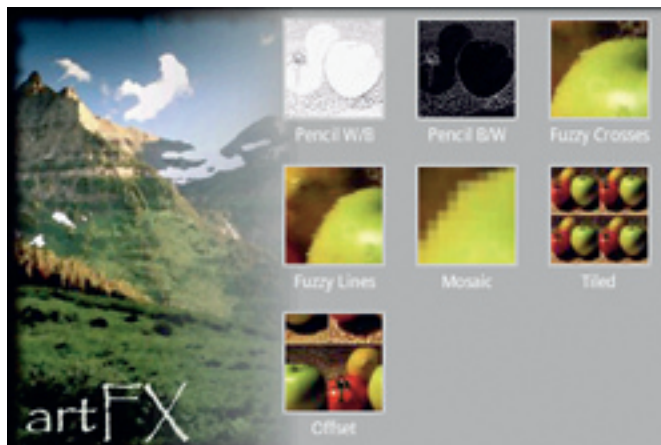 Pencil W/B
Pencil B/W
Fuzzy Crosses
Fuzzy Lines
Mosaic
Tiled
Offset
artFX